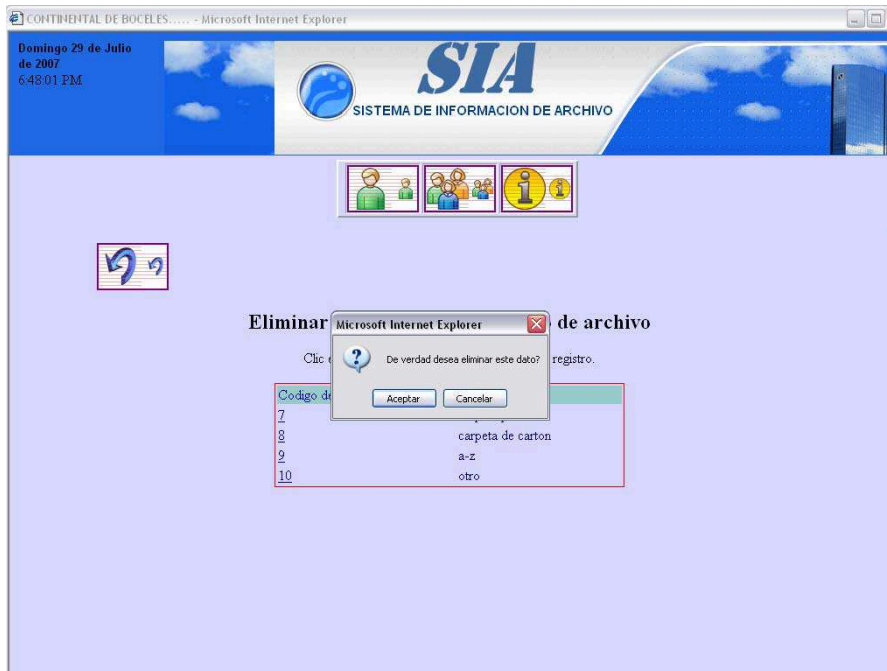 CONTINENTAL DE BOCELES..... - Microsoft Internet Explorer
Domingo 29 de Julio
de 2007
6:48:01 PM
SIA
SISTEMA DE INFORMACION DE ARCHIVO
Eliminar de archivo
Microsoft Internet Explorer
De verdad desea eliminar este dato?
Aceptar Cancelar
Clic registro.
Codigo
7
8 carpeta de carton
9 a-z
10 otro